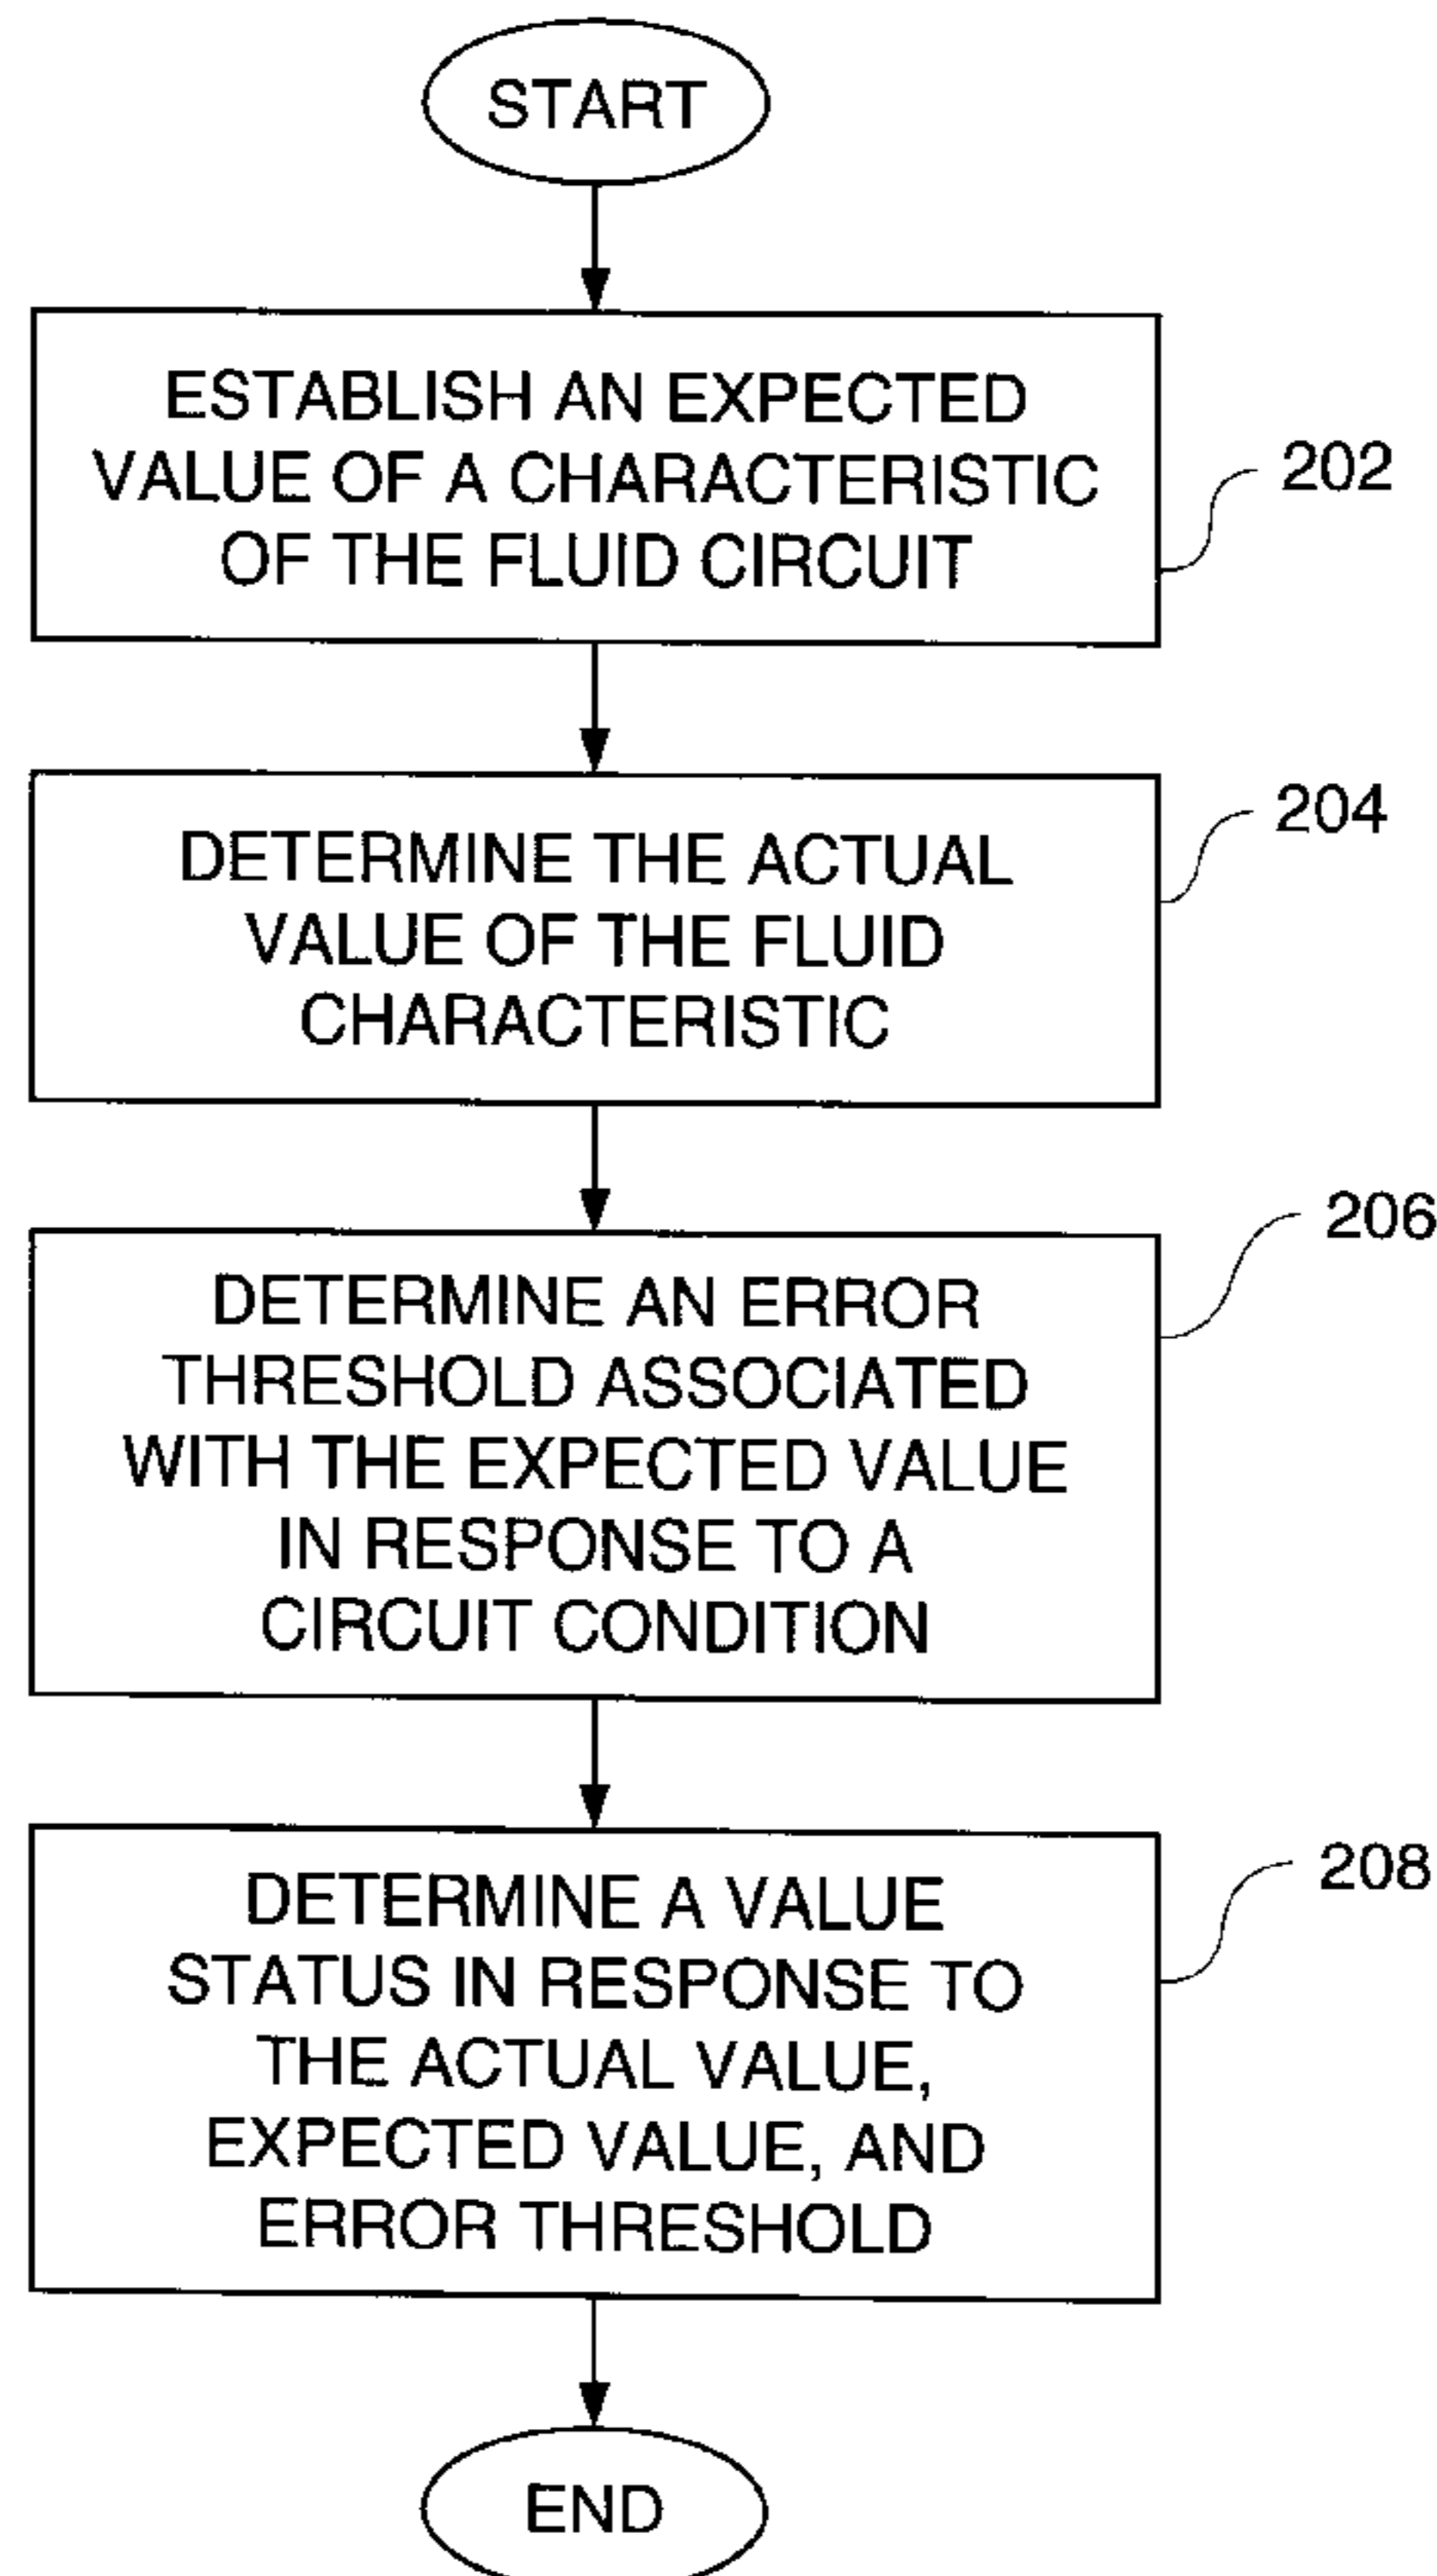 START
ESTABLISH AN EXPECTED
VALUE OF A CHARACTERISTIC
OF THE FLUID CIRCUIT
202
DETERMINE THE ACTUAL
VALUE OF THE FLUID
CHARACTERISTIC
204
DETERMINE AN ERROR
THRESHOLD ASSOCIATED
WITH THE EXPECTED VALUE
IN RESPONSE TO A
CIRCUIT CONDITION
206
DETERMINE A VALUE
STATUS IN RESPONSE TO
THE ACTUAL VALUE,
EXPECTED VALUE, AND
ERROR THRESHOLD
208
END